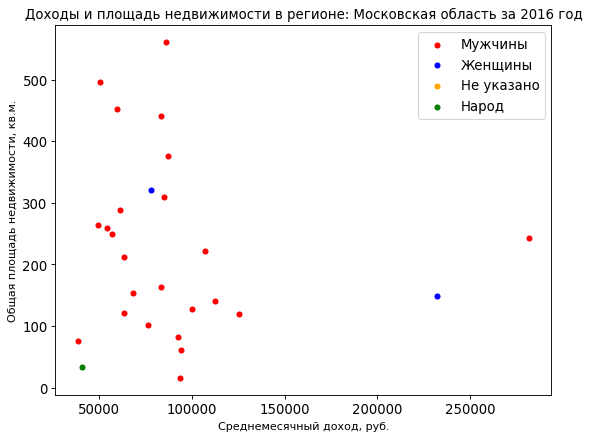 Доходы и площадь недвижимости в регионе: Московская область за 2016 год
Мужчины
Женщины
Не указано
Народ
Общая площадь недвижимости, кв.м.
500
400
300
200
100
0
50000
100000
150000
200000
250000
Среднемесячный доход, руб.